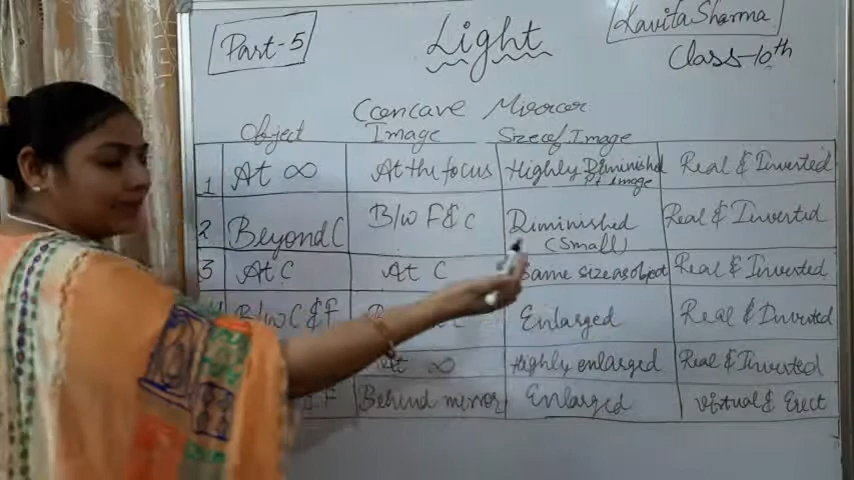 Part-5
Light
Kavita Sharma
Class-10th
Concave Mirror
Object Image Size of Image
1 At ∞ At the focus Highly Diminished Pt image Real & Inverted
2 Beyond C B/w F & C Diminished (Small) Real & Inverted
3 At C At C Same size as object Real & Inverted
B/w C & F Enlarged Real & Inverted
At ∞ Highly enlarged Real & Inverted
& F Behind mirror Enlarged Virtual & Erect